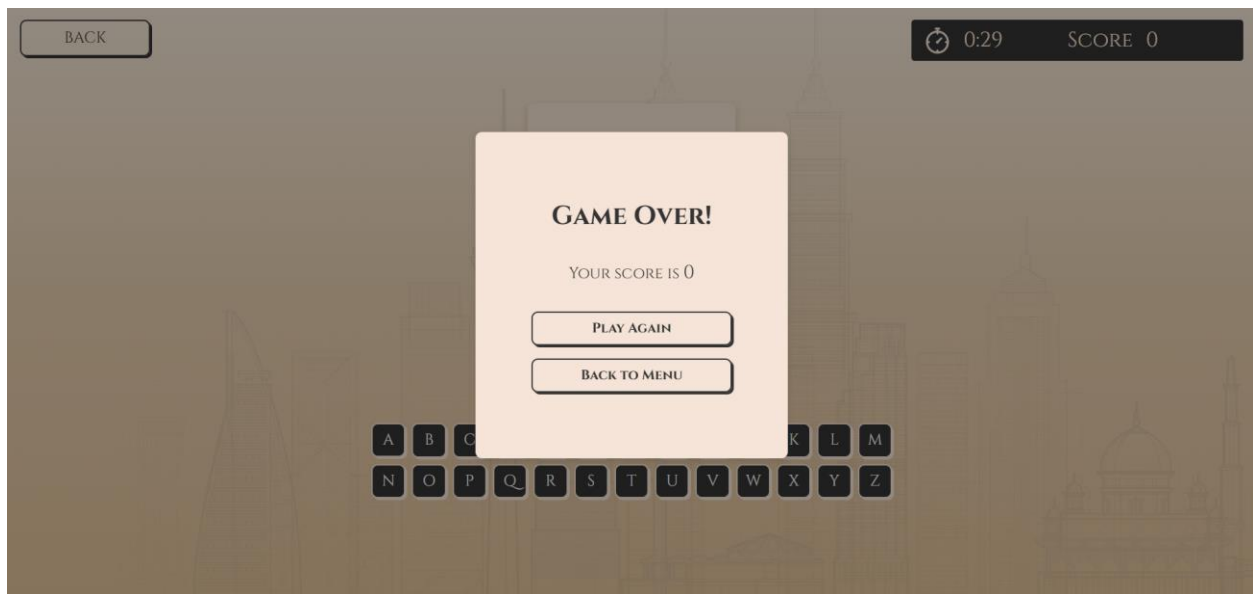 BACK
0:29 SCORE 0
GAME OVER!
YOUR SCORE IS 0
PLAY AGAIN
BACK TO MENU
A B C K L M
N O P Q R S T U V W X Y Z